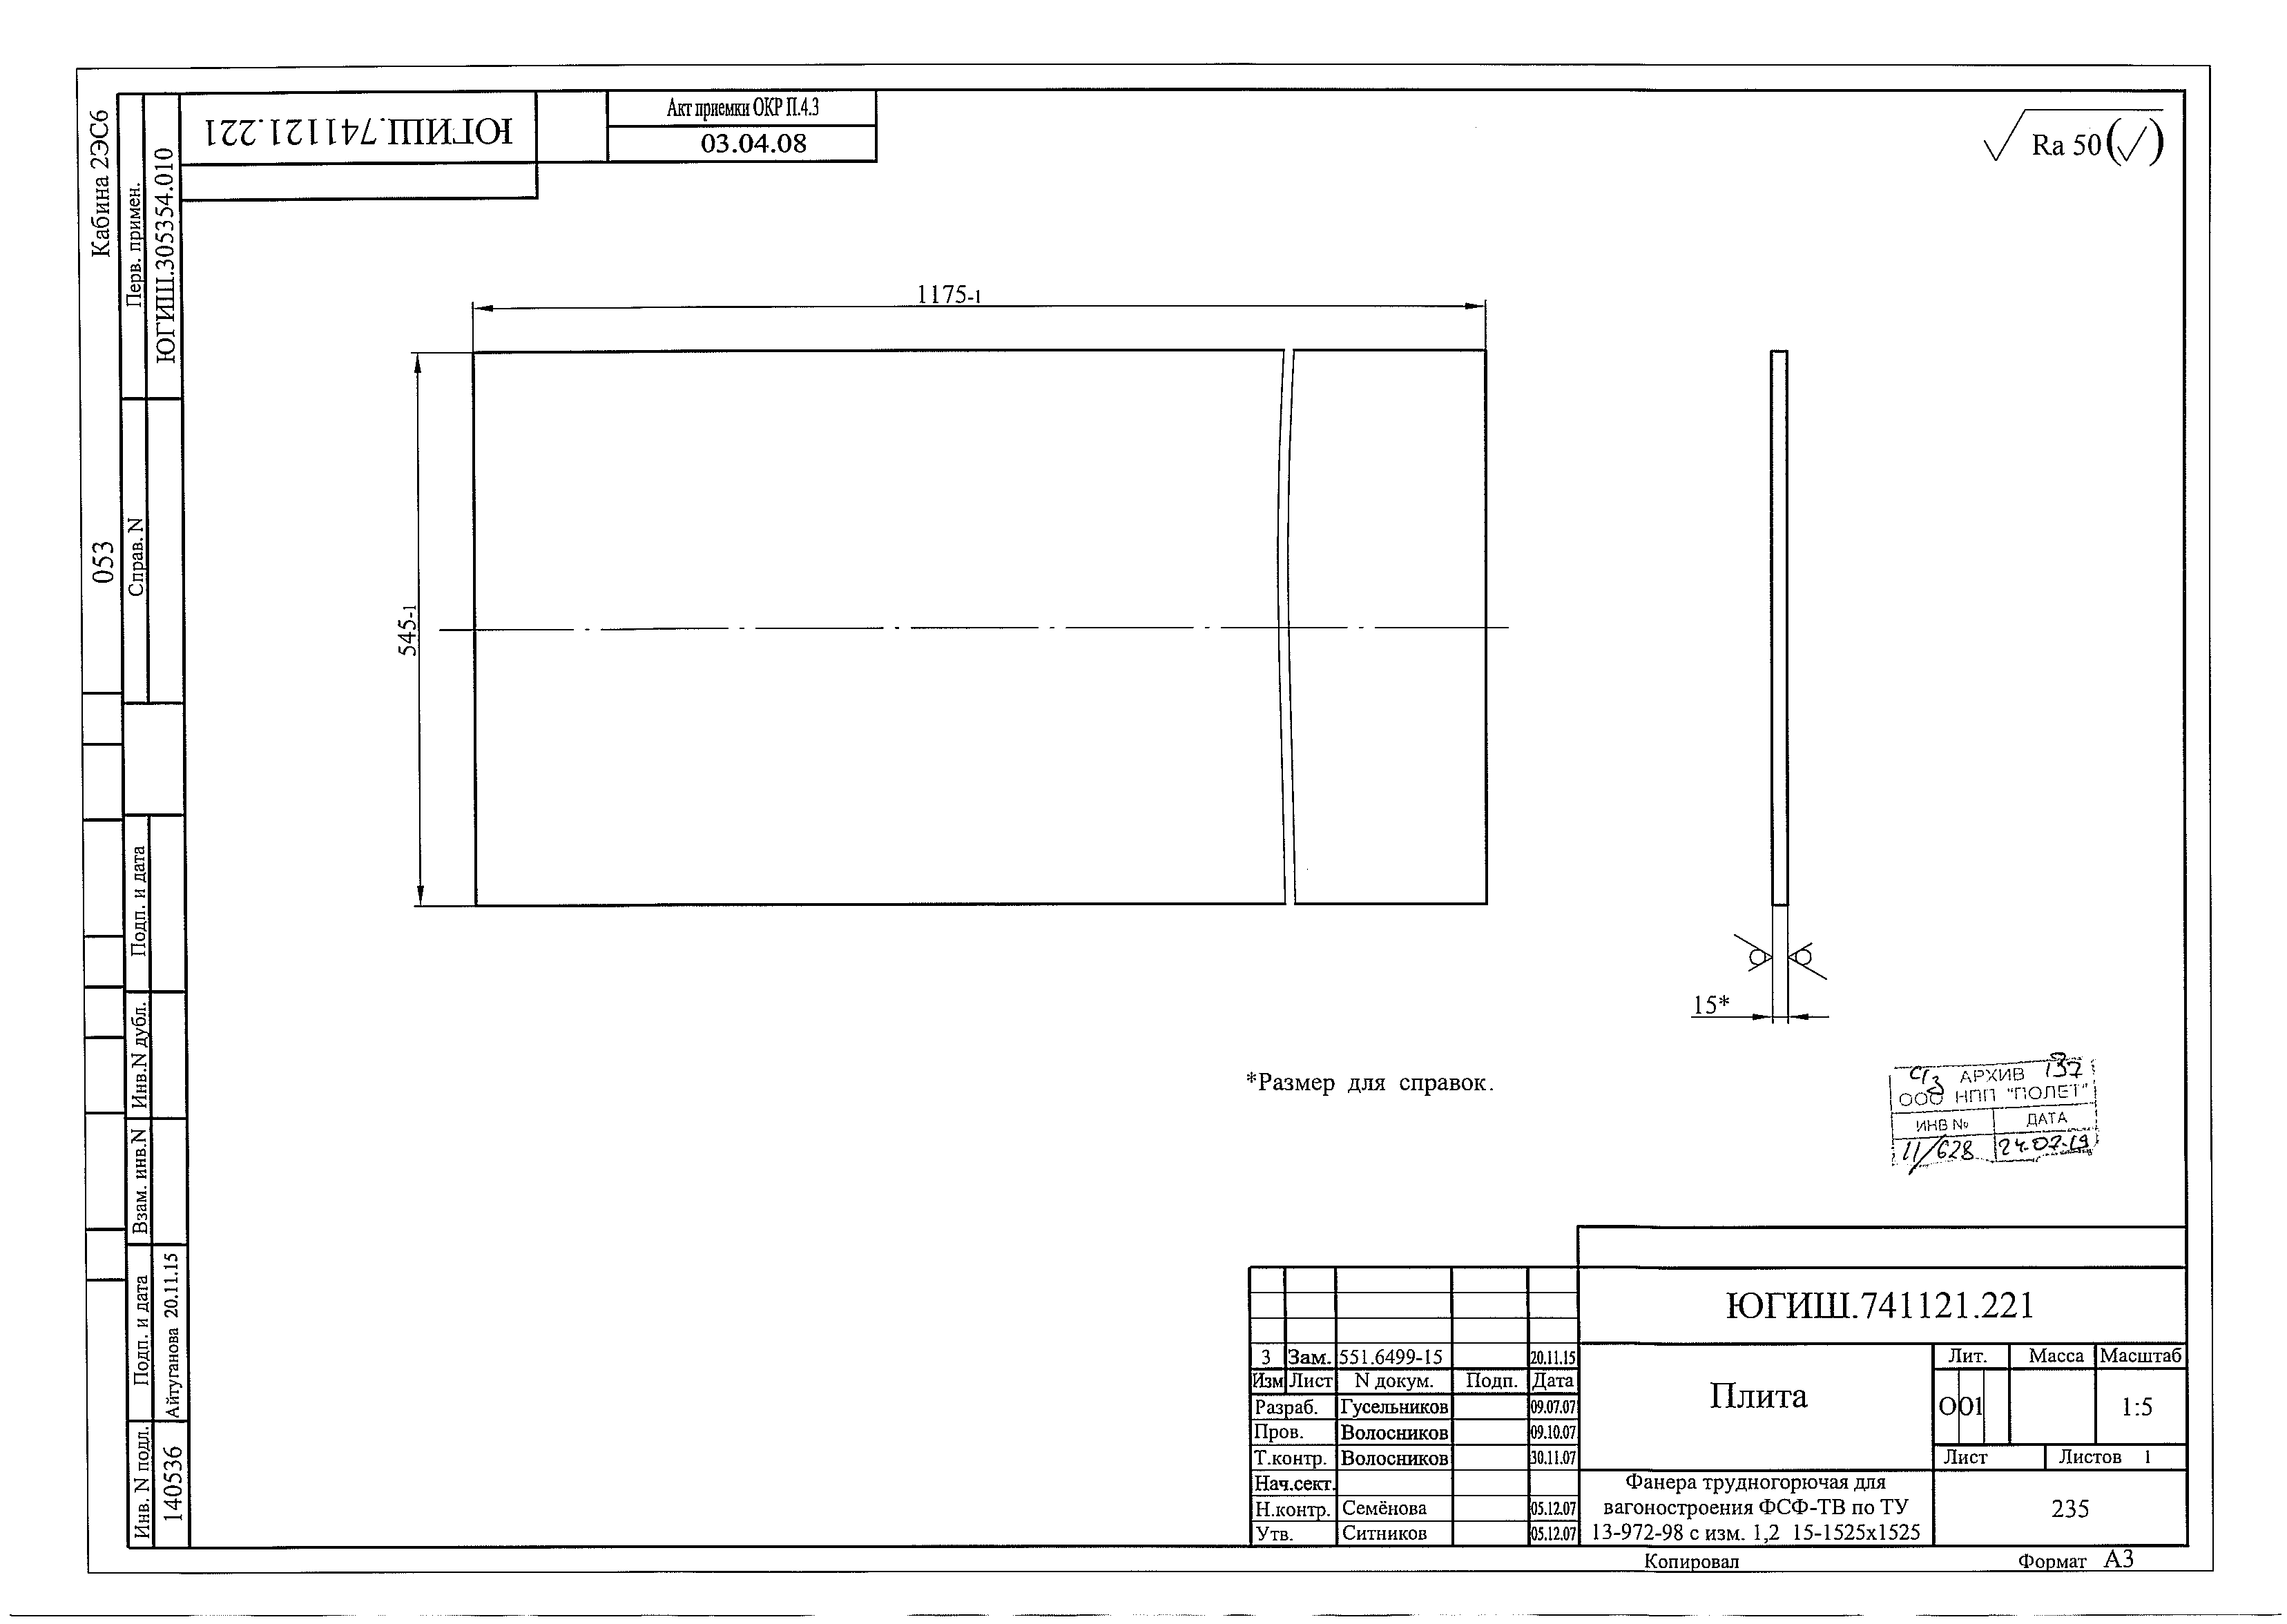 Кабина 2ЭС6
053
Перв. примен.
ЮГИШ.305354.010
Справ. N
Подп. и дата
Инв.N дубл.
Взам. инв.N
Подп. и дата
Айтуганова 20.11.15
Инв. N подл.
140536
ЮГИШ.741121.221
Акт приемки ОКР П.4.3
03.04.08
Ra 50 (√)
1175-1
545-1
15*
*Размер для справок.
АРХИВ 137
ООО НПП "ПОЛЕТ"
ИНВ № ДАТА
11/628 24.07.19
ЮГИШ.741121.221
3 Зам. 551.6499-15 20.11.15
Изм Лист N докум. Подп. Дата
Разраб. Гусельников 09.07.07
Пров. Волосников 09.10.07
Т.контр. Волосников 30.11.07
Нач.сект.
Н.контр. Семёнова 05.12.07
Утв. Ситников 05.12.07
Плита
Лит. Масса Масштаб
О О1 1:5
Лист Листов 1
Фанера трудногорючая для
вагоностроения ФСФ-ТВ по ТУ
13-972-98 с изм. 1,2 15-1525х1525
235
Копировал Формат А3